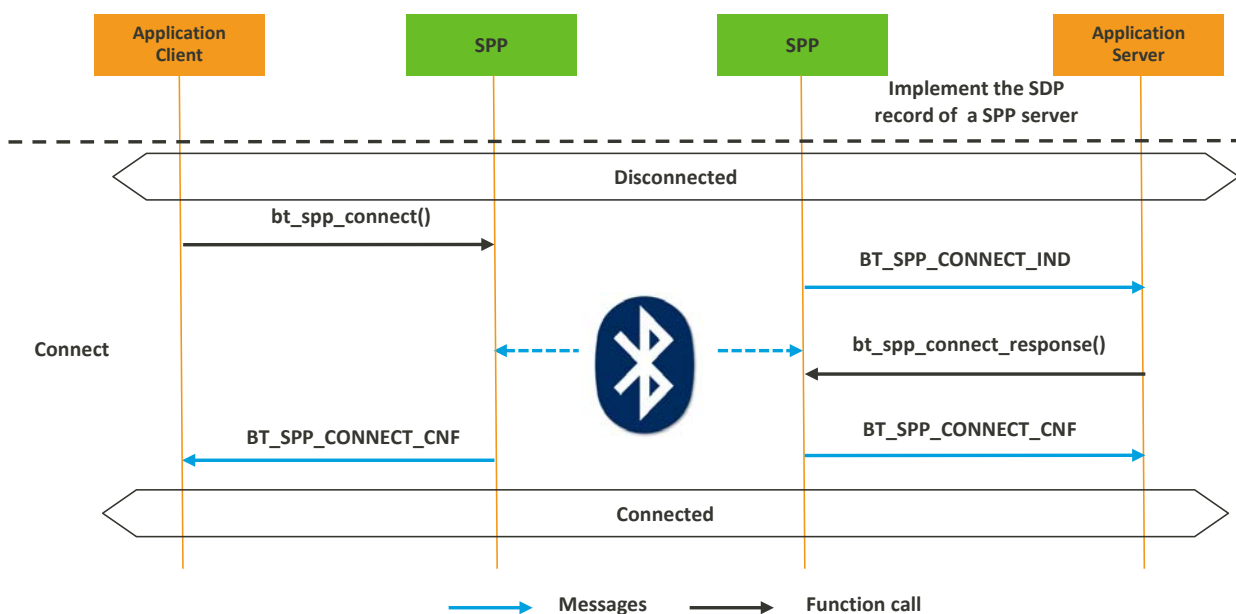 Application
Client
SPP
SPP
Application
Server
Implement the SDP
record of a SPP server
Disconnected
bt_spp_connect()
BT_SPP_CONNECT_IND
Connect
bt_spp_connect_response()
BT_SPP_CONNECT_CNF
BT_SPP_CONNECT_CNF
Connected
Messages
Function call